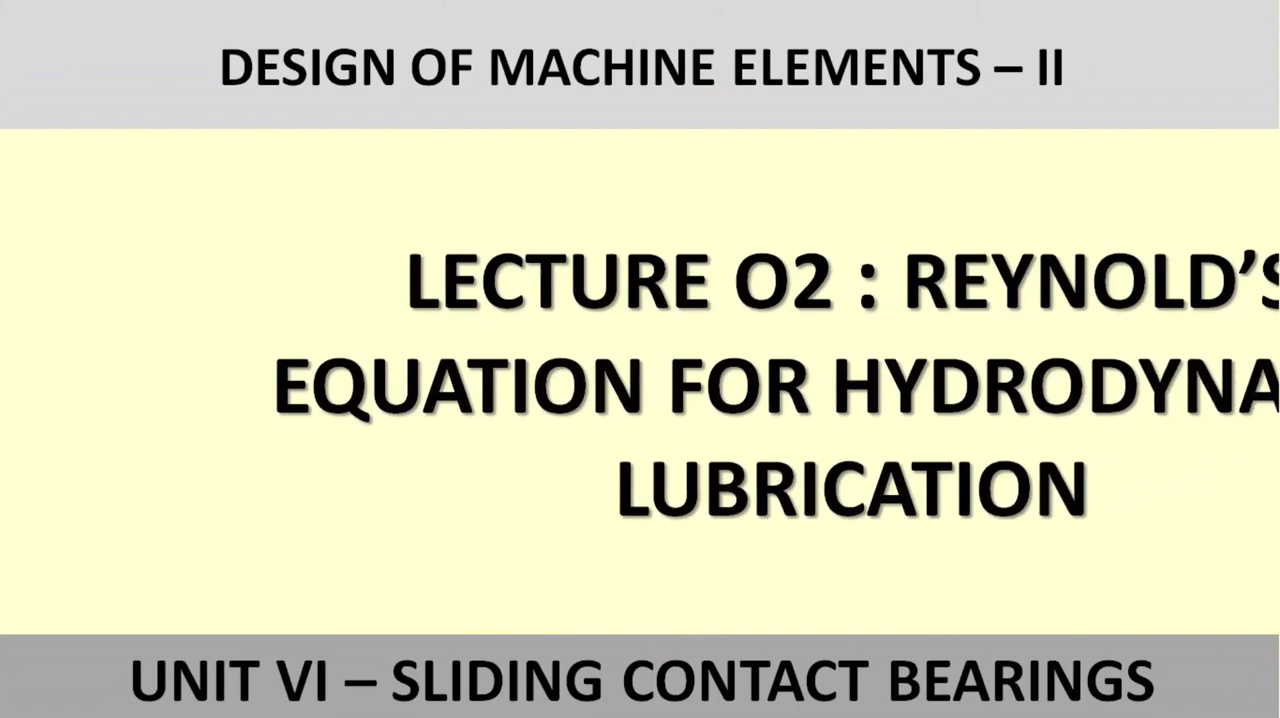 DESIGN OF MACHINE ELEMENTS – II
LECTURE O2 : REYNOLD’S
EQUATION FOR HYDRODYNA
LUBRICATION
UNIT VI – SLIDING CONTACT BEARINGS